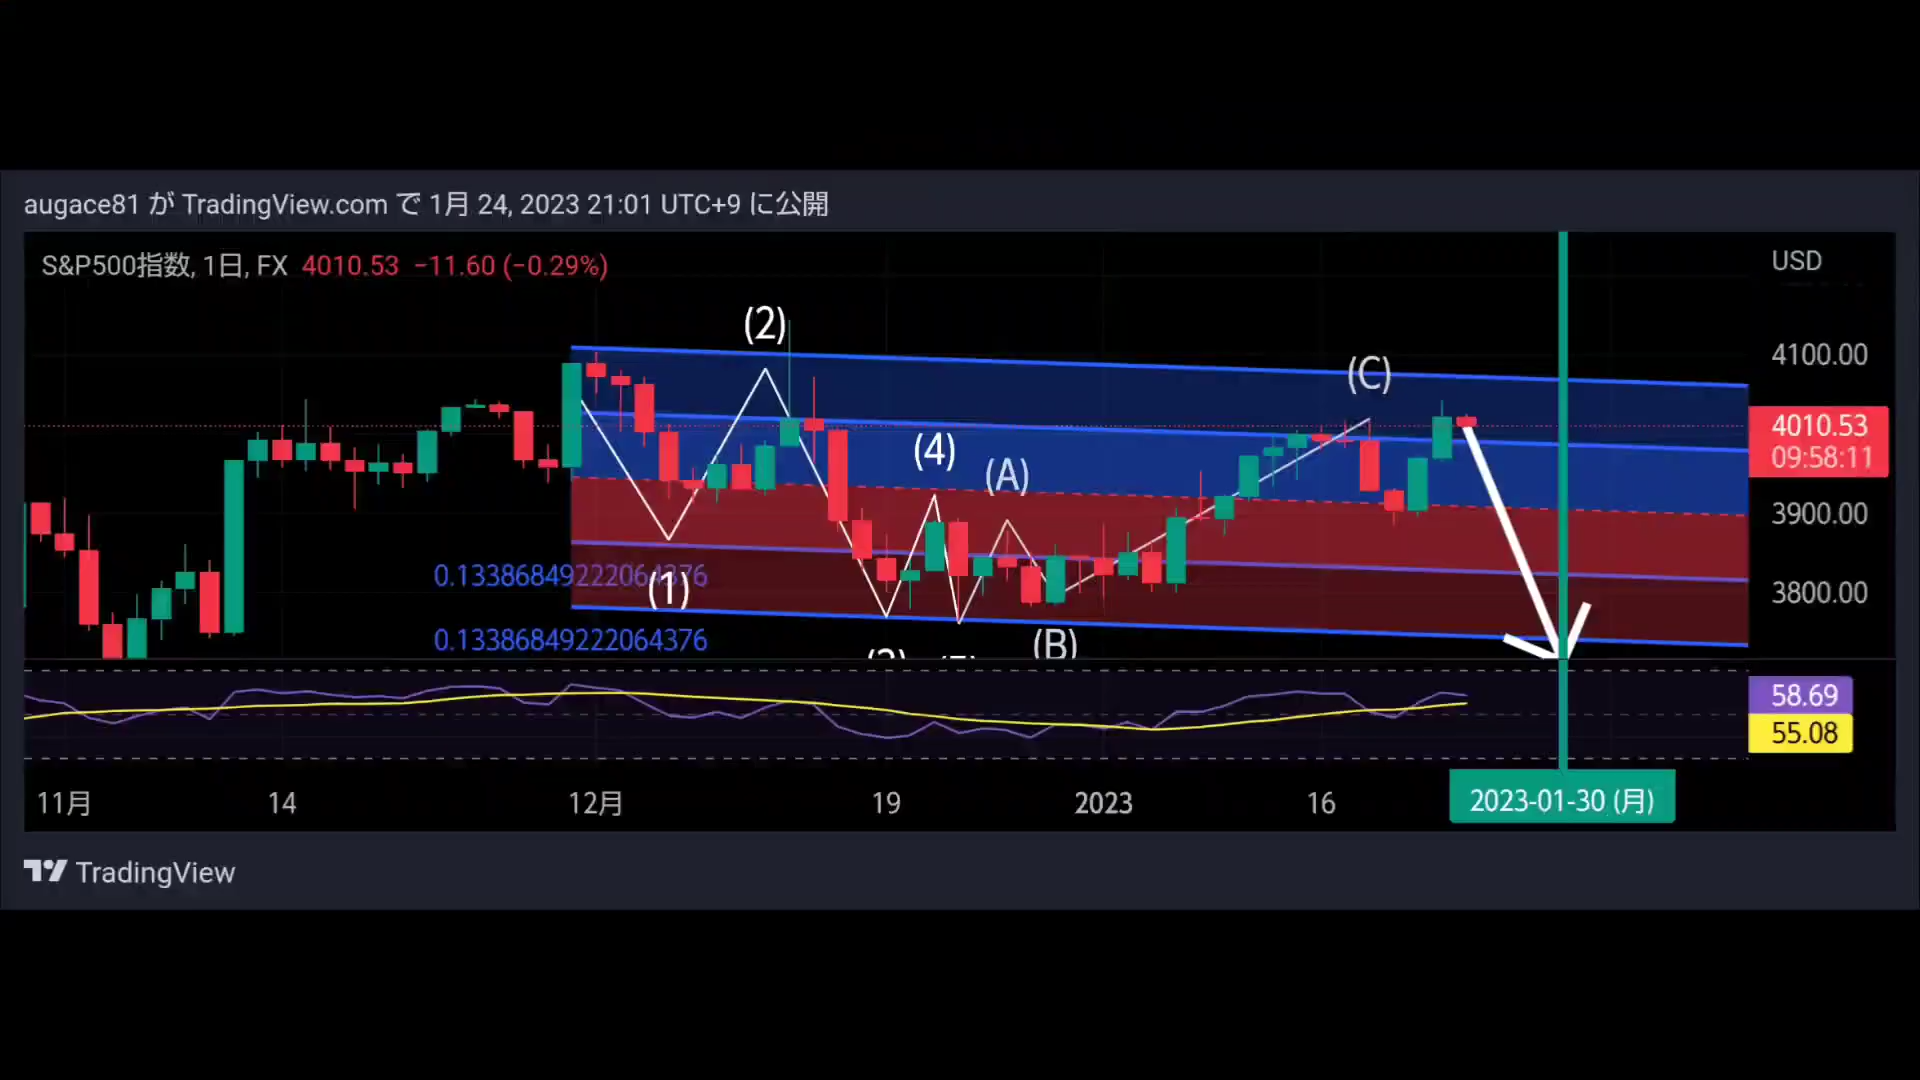 augace81 が TradingView.com で 1月 24, 2023 21:01 UTC+9 に公開
S&P500指数, 1日, FX 4010.53 −11.60 (−0.29%)
USD
(2)
4100.00
(C)
4010.53
09:58:11
(4)
(A)
3900.00
0.13386849222064376
(1)
3800.00
0.13386849222064376
(B)
58.69
55.08
11月 14 12月 19 2023 16 2023-01-30 (月)
TradingView